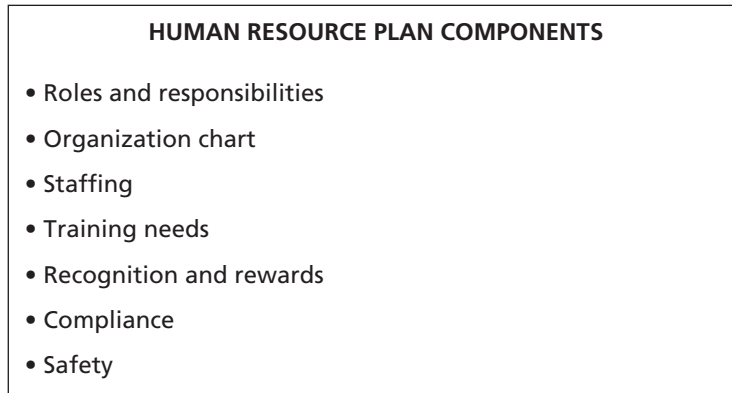 HUMAN RESOURCE PLAN COMPONENTS
• Roles and responsibilities
• Organization chart
• Staffing
• Training needs
• Recognition and rewards
• Compliance
• Safety